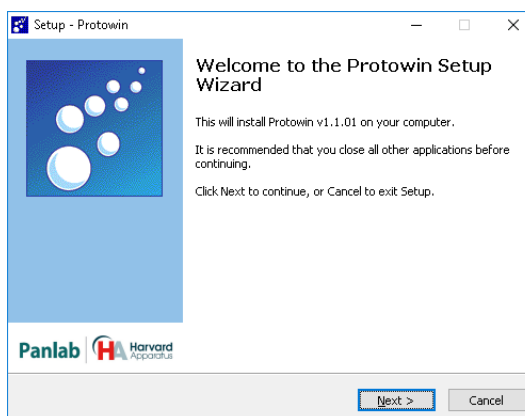 Setup - Protowin
Welcome to the Protowin Setup
Wizard
This will install Protowin v1.1.01 on your computer.
It is recommended that you close all other applications before
continuing.
Click Next to continue, or Cancel to exit Setup.
Panlab HA Harvard
Apparatus
Next > Cancel